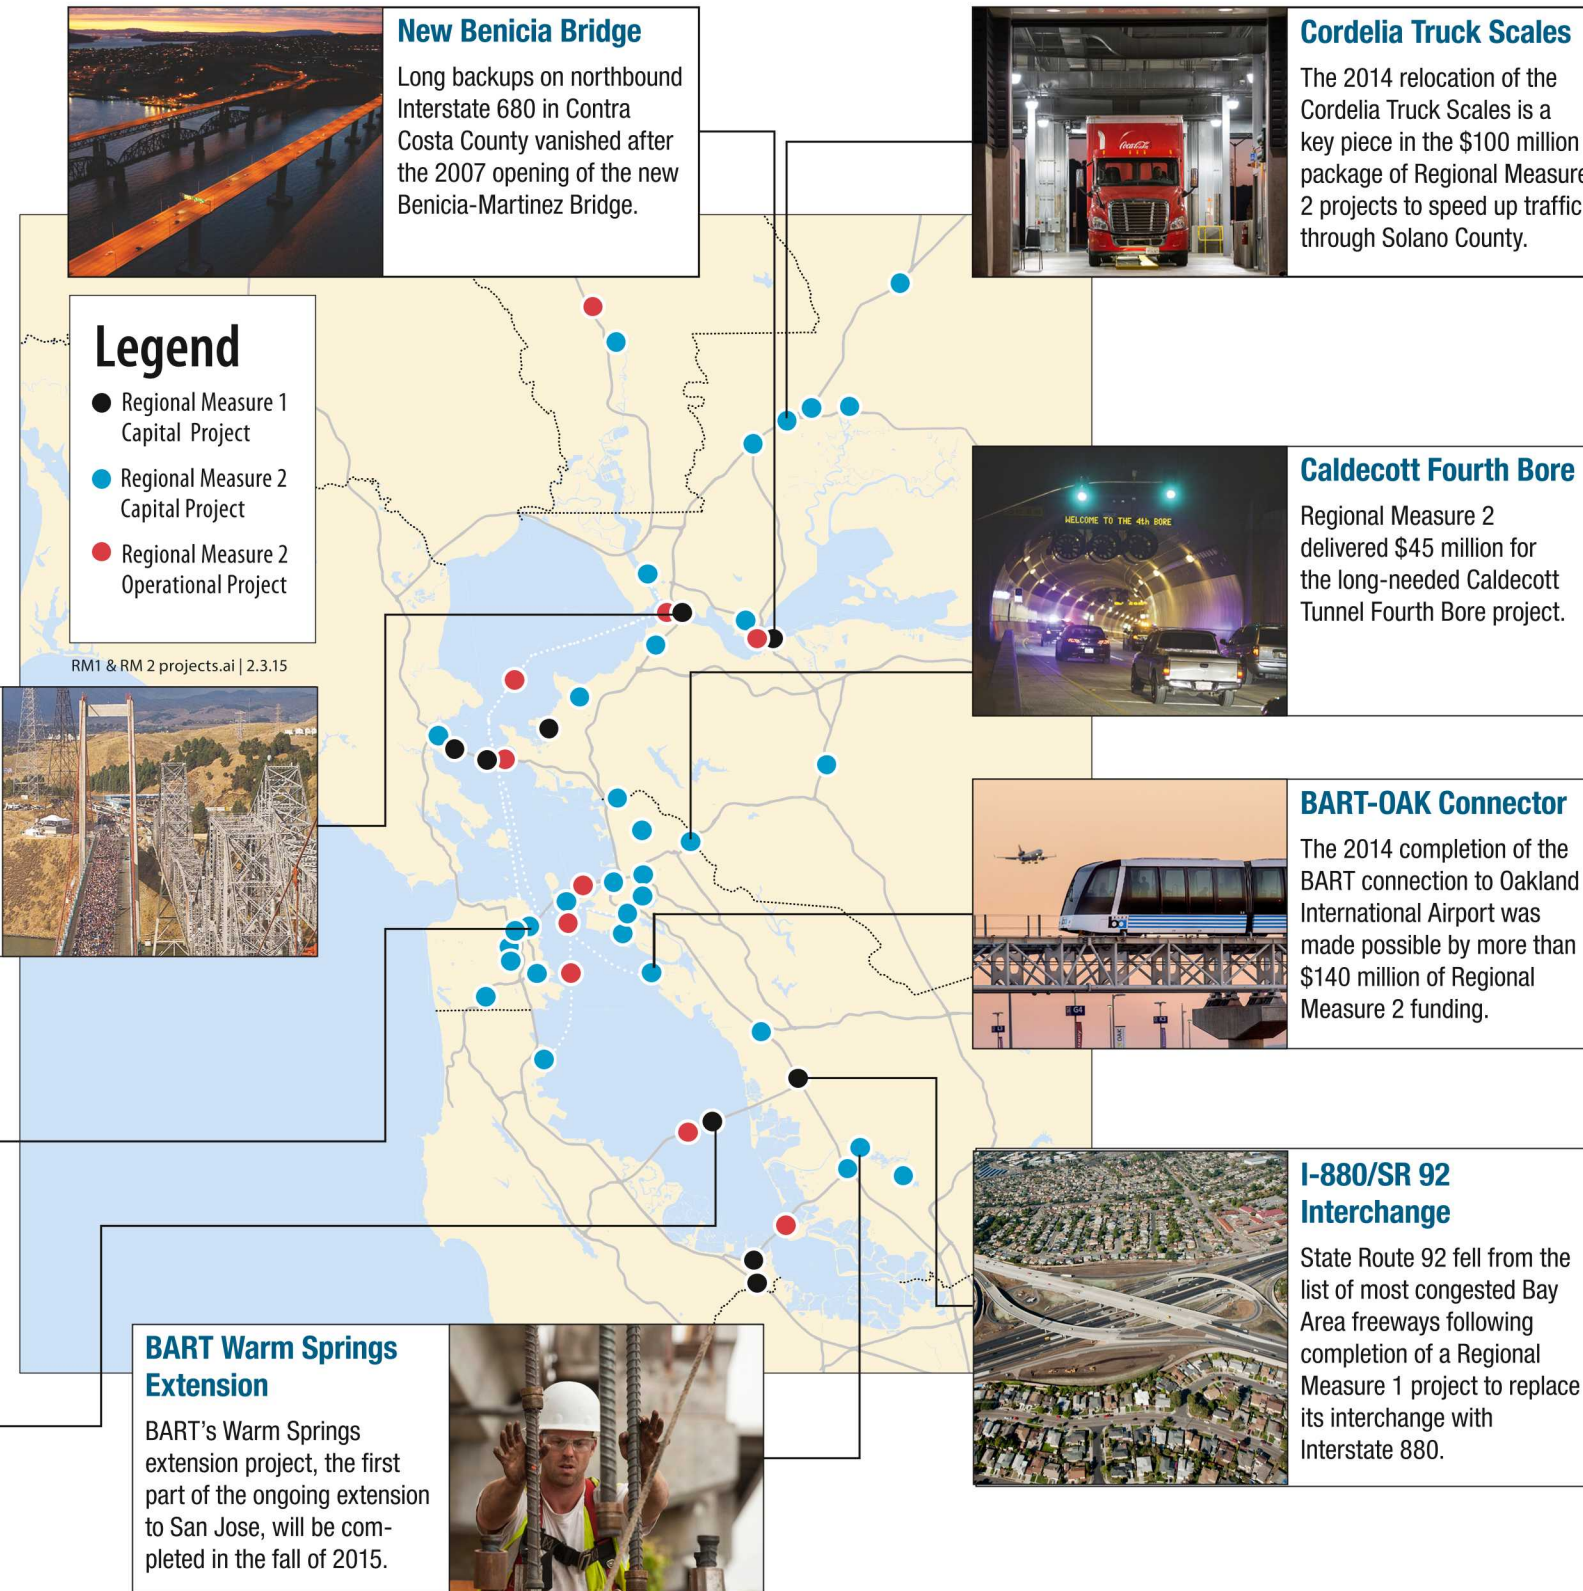 New Benicia Bridge
Long backups on northbound
Interstate 680 in Contra
Costa County vanished after
the 2007 opening of the new
Benicia-Martinez Bridge.
Cordelia Truck Scales
The 2014 relocation of the
Cordelia Truck Scales is a
key piece in the $100 million
package of Regional Measure
2 projects to speed up traffic
through Solano County.
Coca-Cola
Legend
Regional Measure 1
Capital Project
Regional Measure 2
Capital Project
Regional Measure 2
Operational Project
RM1 & RM 2 projects.ai | 2.3.15
WELCOME TO THE 4th BORE
Caldecott Fourth Bore
Regional Measure 2
delivered $45 million for
the long-needed Caldecott
Tunnel Fourth Bore project.
BART-OAK Connector
The 2014 completion of the
BART connection to Oakland
International Airport was
made possible by more than
$140 million of Regional
Measure 2 funding.
ba
G4
OAK
I-880/SR 92
Interchange
State Route 92 fell from the
list of most congested Bay
Area freeways following
completion of a Regional
Measure 1 project to replace
its interchange with
Interstate 880.
BART Warm Springs
Extension
BART's Warm Springs
extension project, the first
part of the ongoing extension
to San Jose, will be com-
pleted in the fall of 2015.